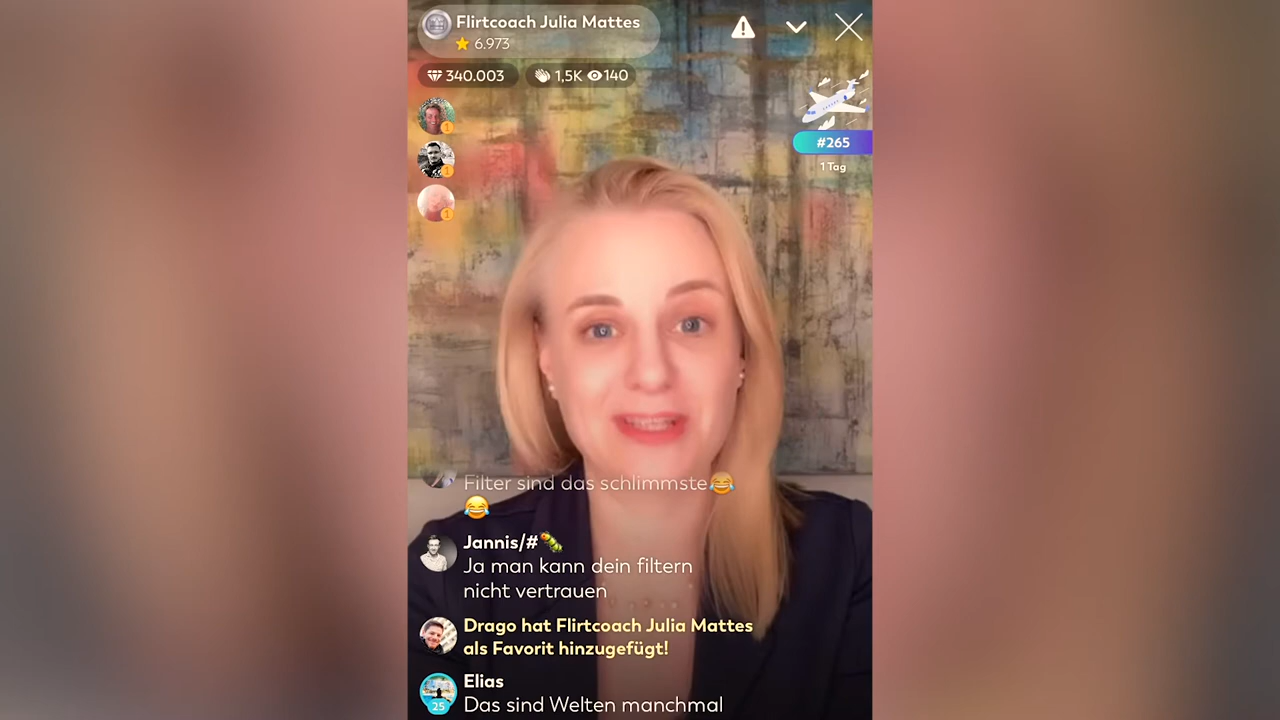 Flirtcoach Julia Mattes
⭐ 6.973
340.003
1,5K 140
#265
1 Tag
Filter sind das schlimmste😂
😂
Jannis/#🐛
Ja man kann dein filtern
nicht vertrauen
Drago hat Flirtcoach Julia Mattes
als Favorit hinzugefügt!
Elias
25
Das sind Welten manchmal